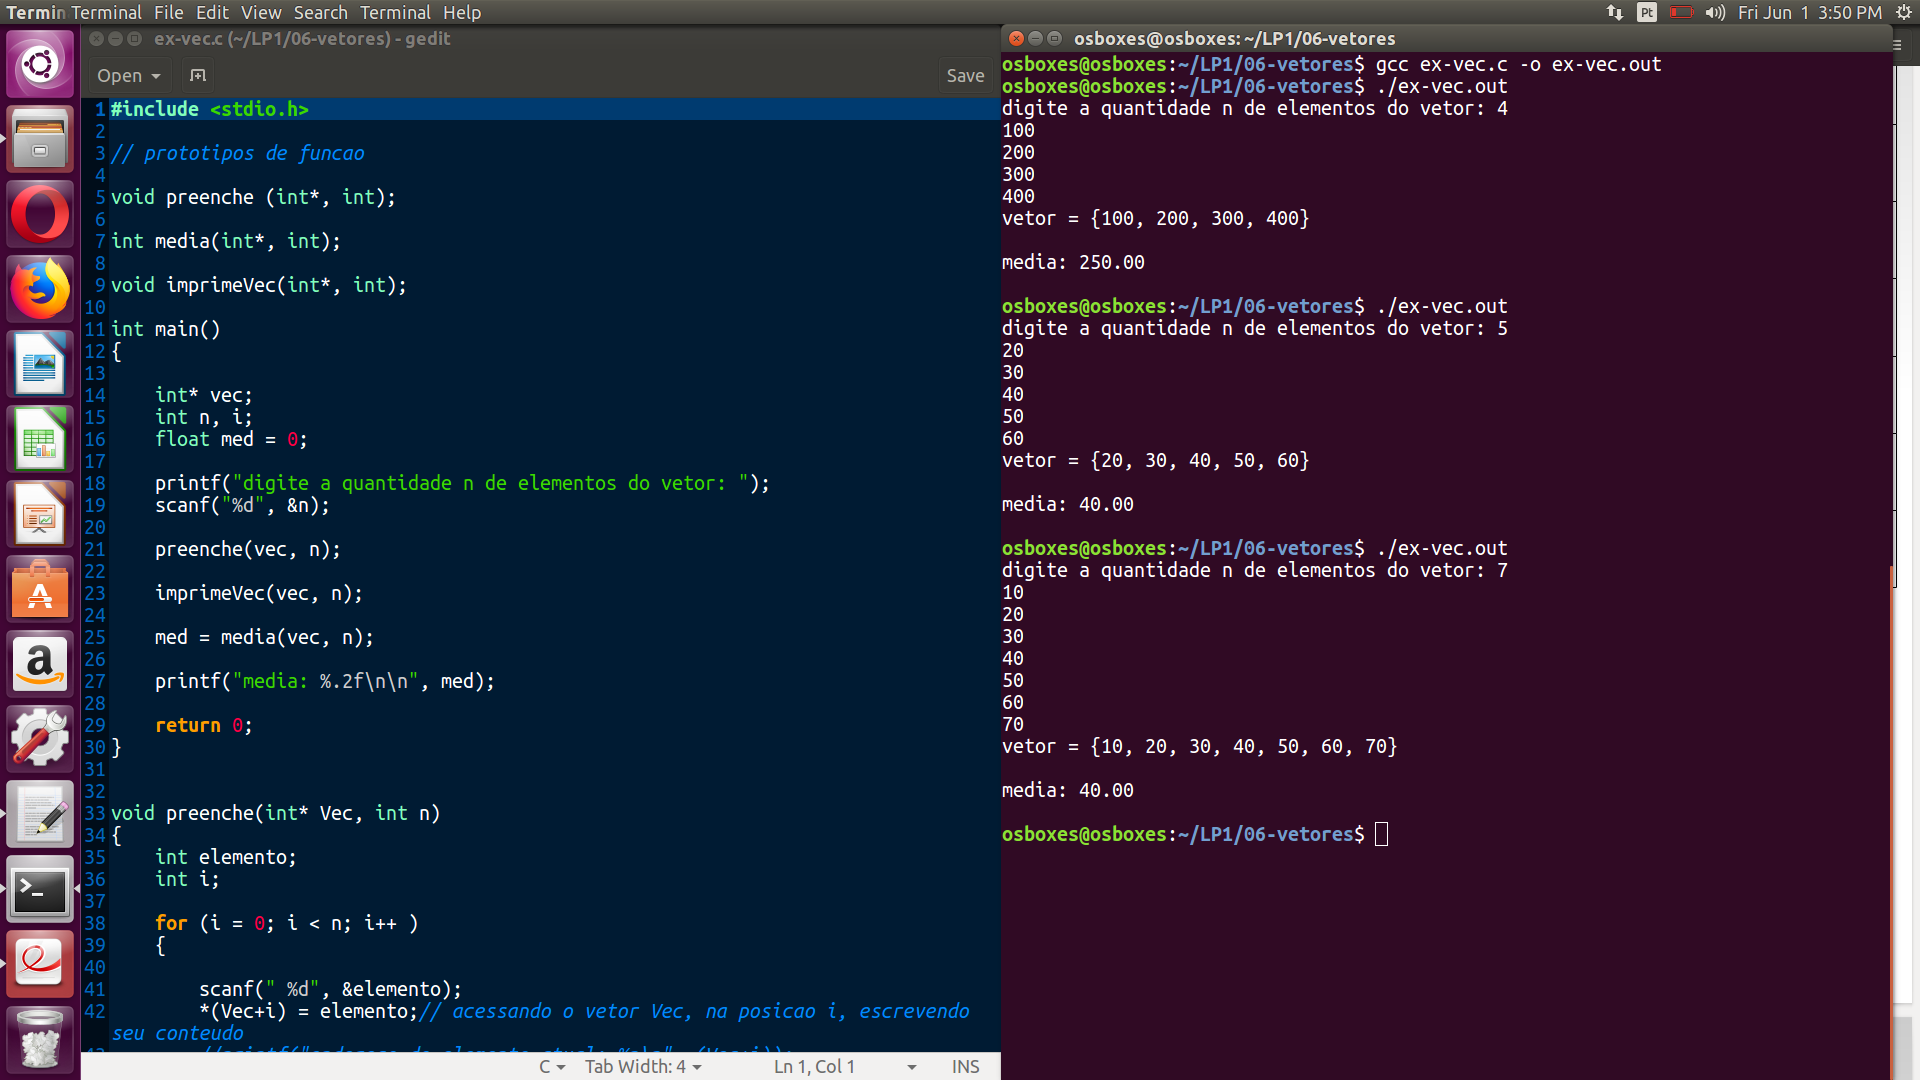 Termin Terminal File Edit View Search Terminal Help
Pt Fri Jun 1 3:50 PM
ex-vec.c (~/LP1/06-vetores) - gedit
Open Save
1 #include <stdio.h>
2
3 // prototipos de funcao
4
5 void preenche (int*, int);
6
7 int media(int*, int);
8
9 void imprimeVec(int*, int);
10
11 int main()
12 {
13
14 int* vec;
15 int n, i;
16 float med = 0;
17
18 printf("digite a quantidade n de elementos do vetor: ");
19 scanf("%d", &n);
20
21 preenche(vec, n);
22
23 imprimeVec(vec, n);
24
25 med = media(vec, n);
26
27 printf("media: %.2f\n\n", med);
28
29 return 0;
30 }
31
32
33 void preenche(int* Vec, int n)
34 {
35 int elemento;
36 int i;
37
38 for (i = 0; i < n; i++ )
39 {
40
41 scanf(" %d", &elemento);
42 *(Vec+i) = elemento;// acessando o vetor Vec, na posicao i, escrevendo
seu conteudo
C Tab Width: 4 Ln 1, Col 1 INS
osboxes@osboxes: ~/LP1/06-vetores
osboxes@osboxes:~/LP1/06-vetores$ gcc ex-vec.c -o ex-vec.out
osboxes@osboxes:~/LP1/06-vetores$ ./ex-vec.out
digite a quantidade n de elementos do vetor: 4
100
200
300
400
vetor = {100, 200, 300, 400}
media: 250.00
osboxes@osboxes:~/LP1/06-vetores$ ./ex-vec.out
digite a quantidade n de elementos do vetor: 5
20
30
40
50
60
vetor = {20, 30, 40, 50, 60}
media: 40.00
osboxes@osboxes:~/LP1/06-vetores$ ./ex-vec.out
digite a quantidade n de elementos do vetor: 7
10
20
30
40
50
60
70
vetor = {10, 20, 30, 40, 50, 60, 70}
media: 40.00
osboxes@osboxes:~/LP1/06-vetores$